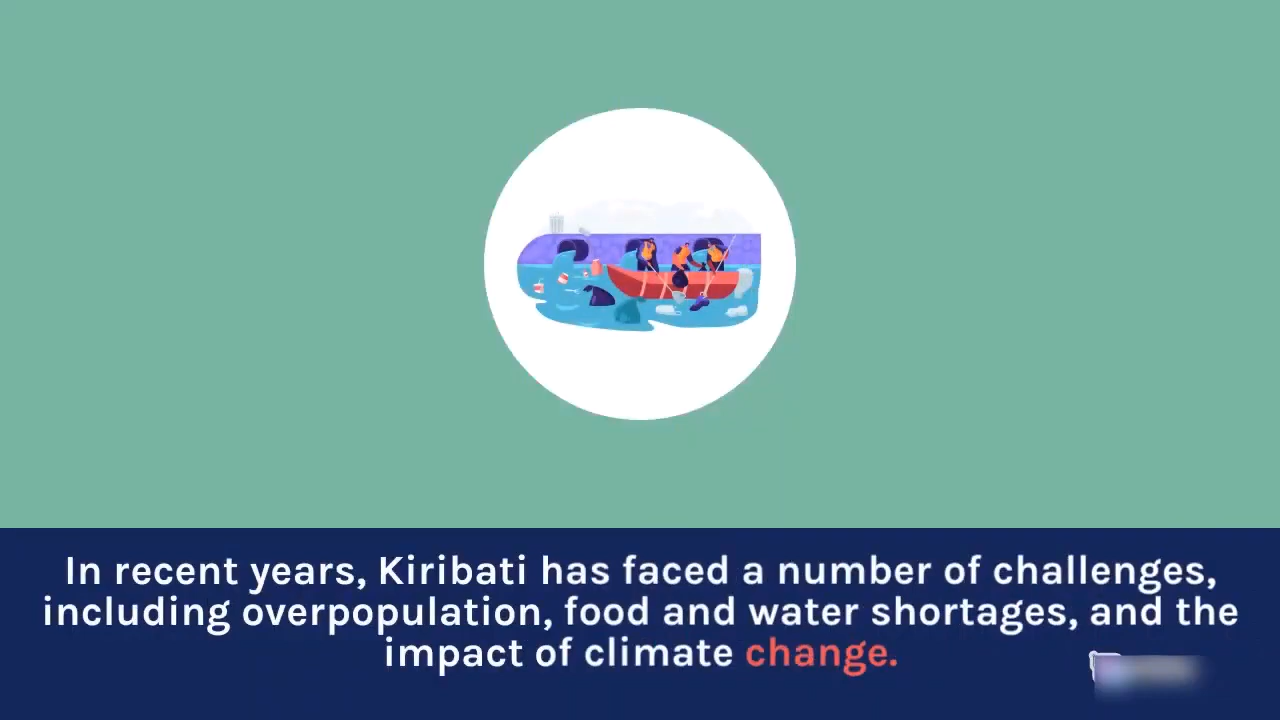 In recent years, Kiribati has faced a number of challenges,
including overpopulation, food and water shortages, and the
impact of climate change.